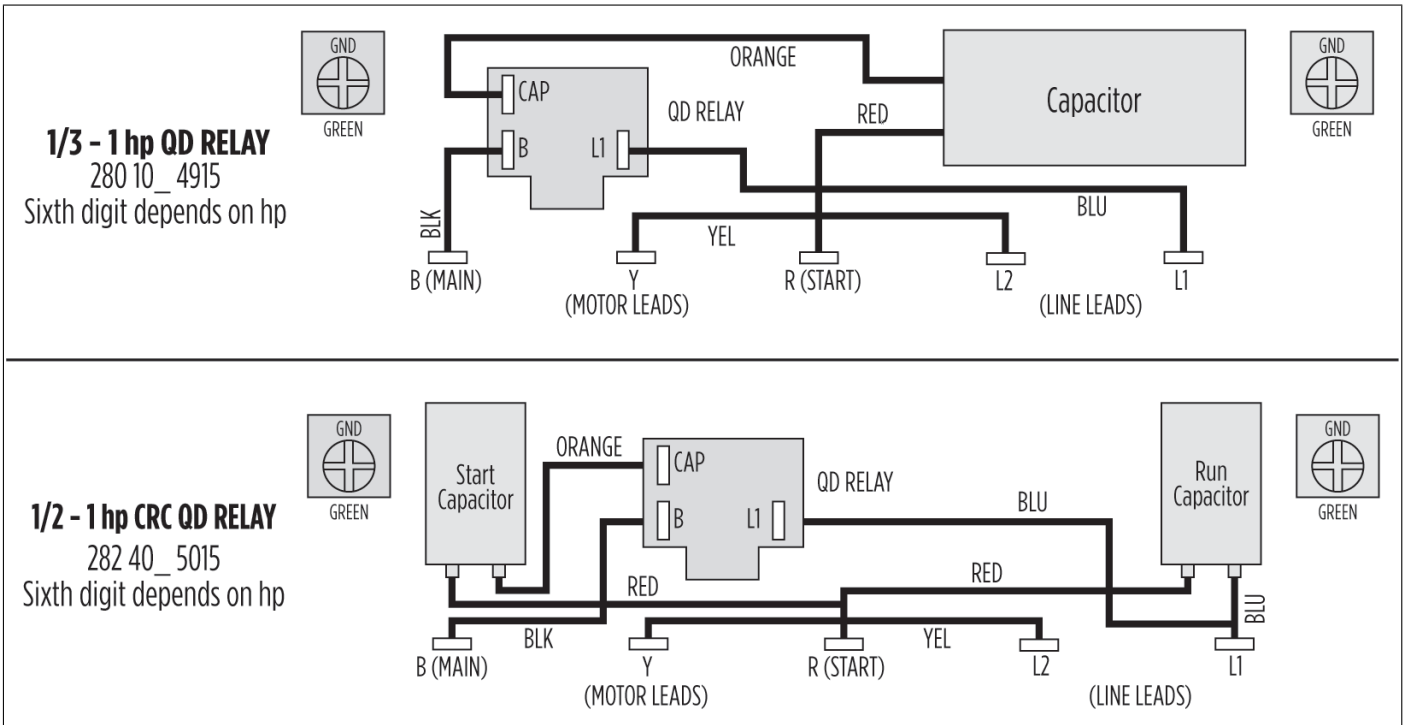 GND
GREEN
1/3 – 1 hp QD RELAY
280 10_ 4915
Sixth digit depends on hp
ORANGE
CAP
B
L1
QD RELAY
RED
Capacitor
GND
GREEN
BLK
YEL
BLU
B (MAIN)
Y
R (START)
L2
L1
(MOTOR LEADS)
(LINE LEADS)
GND
GREEN
1/2 – 1 hp CRC QD RELAY
282 40_ 5015
Sixth digit depends on hp
Start
Capacitor
ORANGE
CAP
B
L1
QD RELAY
BLU
Run
Capacitor
GND
GREEN
RED
RED
BLU
BLK
YEL
B (MAIN)
Y
R (START)
L2
L1
(MOTOR LEADS)
(LINE LEADS)